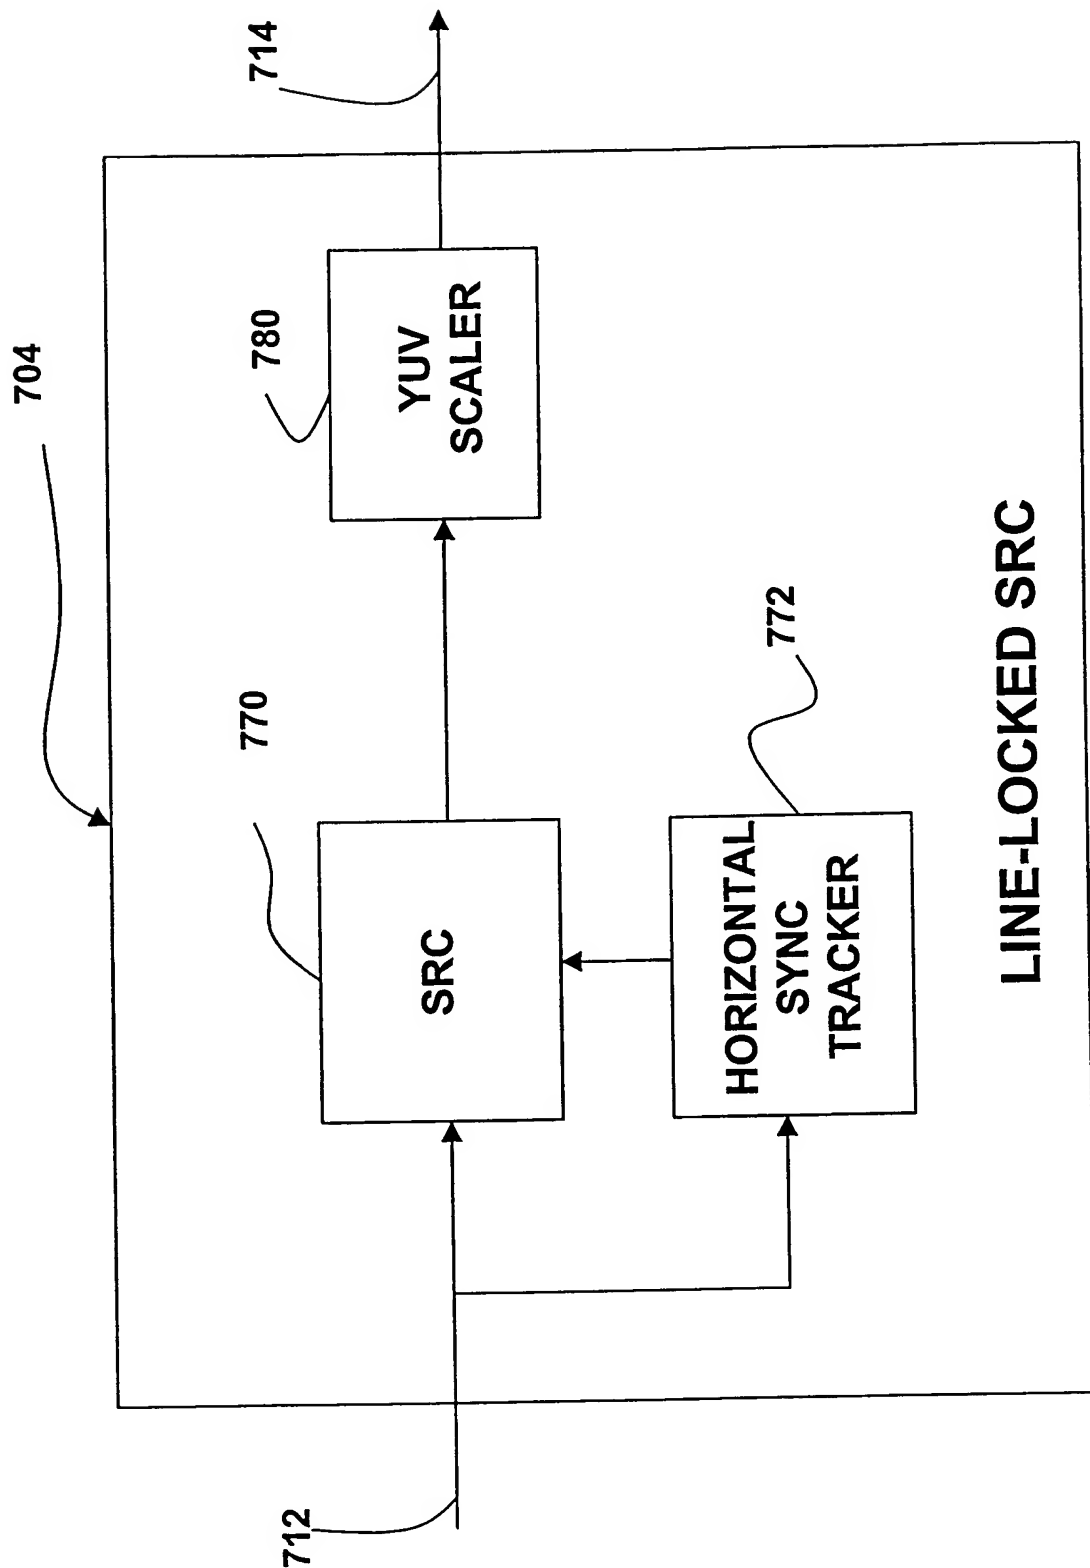 704
714
780
YUV
SCALER
770
SRC
772
HORIZONTAL
SYNC
TRACKER
712
LINE-LOCKED SRC